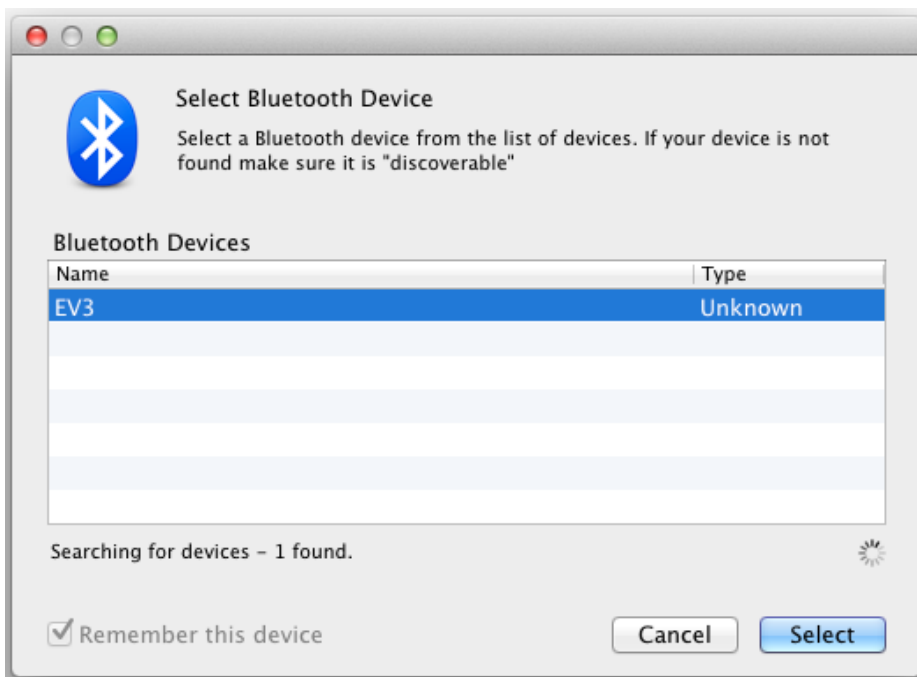 Select Bluetooth Device
Select a Bluetooth device from the list of devices. If your device is not
found make sure it is "discoverable"
Bluetooth Devices
Name Type
EV3 Unknown
Searching for devices – 1 found.
Remember this device
Cancel Select